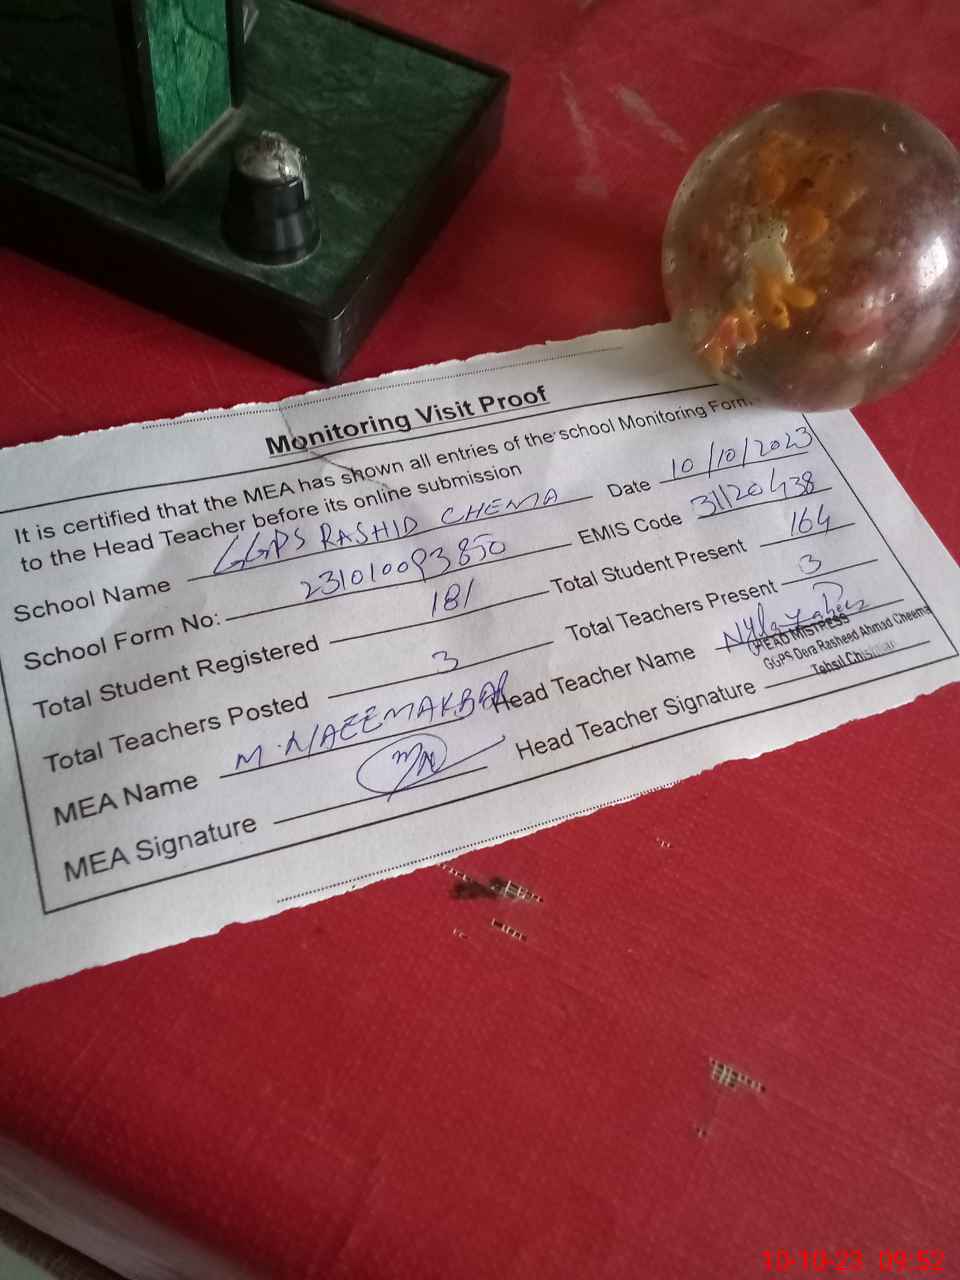 Monitoring Visit Proof
It is certified that the MEA has shown all entries of the school Monitoring Form
to the Head Teacher before its online submission
School Name GGPS RASHID CHEMA Date 10/10/2023
School Form No: 231010093850 EMIS Code 31120438
Total Student Registered 181 Total Student Present 164
Total Teachers Posted 3 Total Teachers Present 3
MEA Name M. NAEEM AKBAR Head Teacher Name
HEAD MISTRESS
GGPS Dera Rasheed Ahmad Cheema
Tehsil Chishtian
MEA Signature MN Head Teacher Signature
10-10-23 09:52